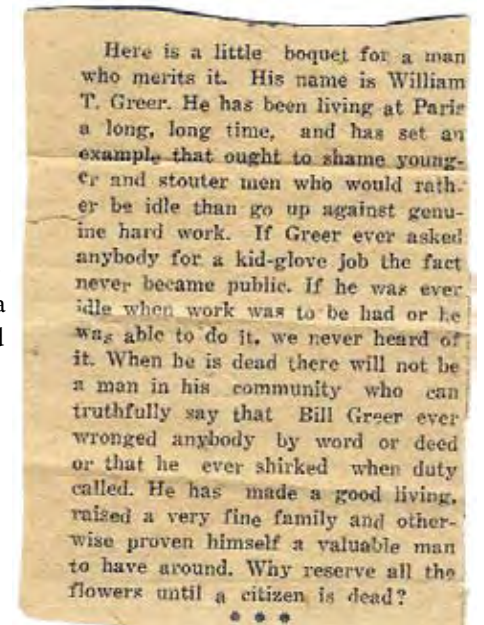 Here is a little boquet for a man
who merits it. His name is William
T. Greer. He has been living at Paris
a long, long time, and has set an
example that ought to shame young-
er and stouter men who would rath-
er be idle than go up against genu-
ine hard work. If Greer ever asked
anybody for a kid-glove job the fact
never became public. If he was ever
idle when work was to be had or he
was able to do it, we never heard of
it. When he is dead there will not be
a man in his community who can
truthfully say that Bill Greer ever
wronged anybody by word or deed
or that he ever shirked when duty
called. He has made a good living,
raised a very fine family and other-
wise proven himself a valuable man
to have around. Why reserve all the
flowers until a citizen is dead?
* * *
a